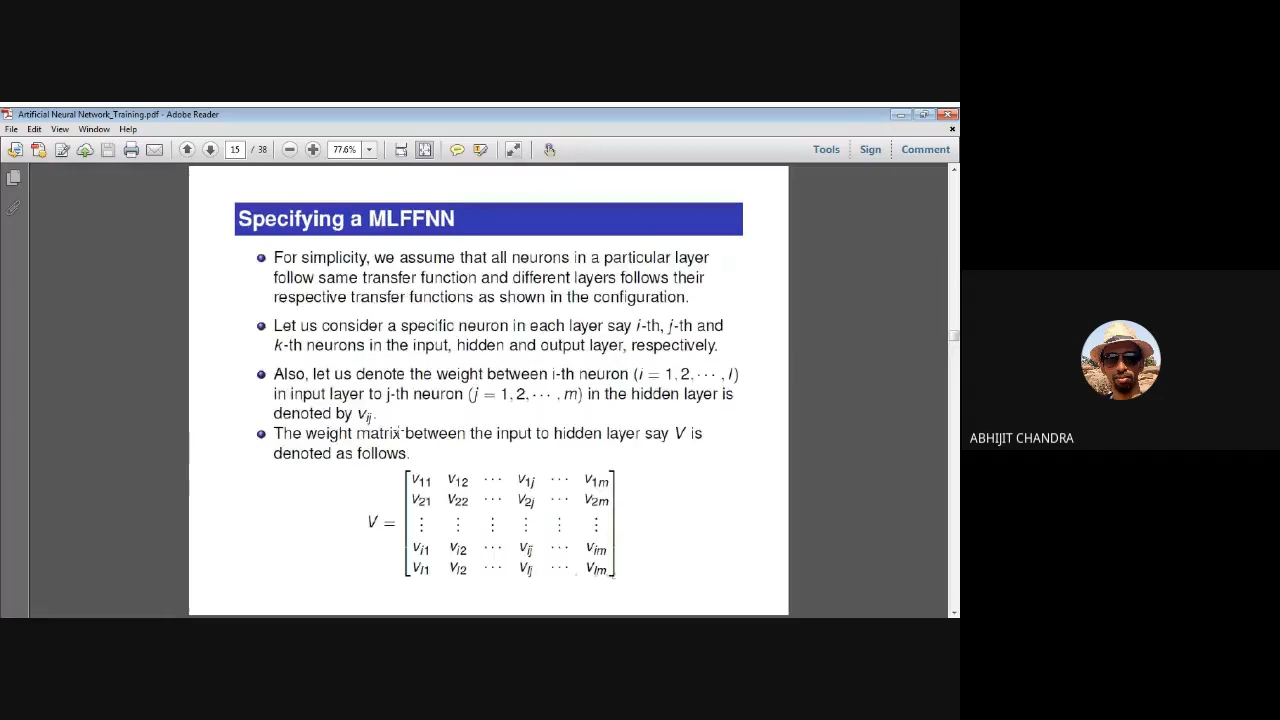 Artificial Neural Network_Training.pdf - Adobe Reader
File Edit View Window Help
15 / 38 77.6% Tools Sign Comment
Specifying a MLFFNN
For simplicity, we assume that all neurons in a particular layer
follow same transfer function and different layers follows their
respective transfer functions as shown in the configuration.
Let us consider a specific neuron in each layer say i-th, j-th and
k-th neurons in the input, hidden and output layer, respectively.
Also, let us denote the weight between i-th neuron (i = 1, 2, ⋯ , l)
in input layer to j-th neuron (j = 1, 2, ⋯ , m) in the hidden layer is
denoted by vij.
The weight matrix between the input to hidden layer say V is
denoted as follows.
v11 v12 ⋯ v1j ⋯ v1m
v21 v22 ⋯ v2j ⋯ v2m
V = ⋮ ⋮ ⋮ ⋮ ⋮ ⋮
vi1 vi2 ⋯ vij ⋯ vim
vl1 vl2 ⋯ vlj ⋯ vlm
ABHIJIT CHANDRA